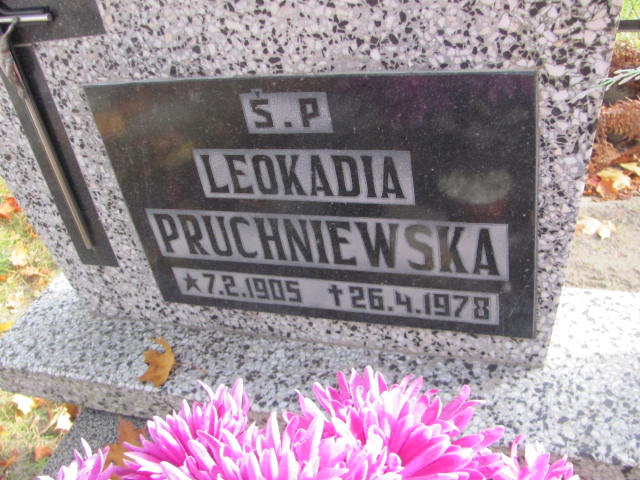 Ś.P
LEOKADIA
PRUCHNIEWSKA
★7.2.1905 ✝26.4.1978